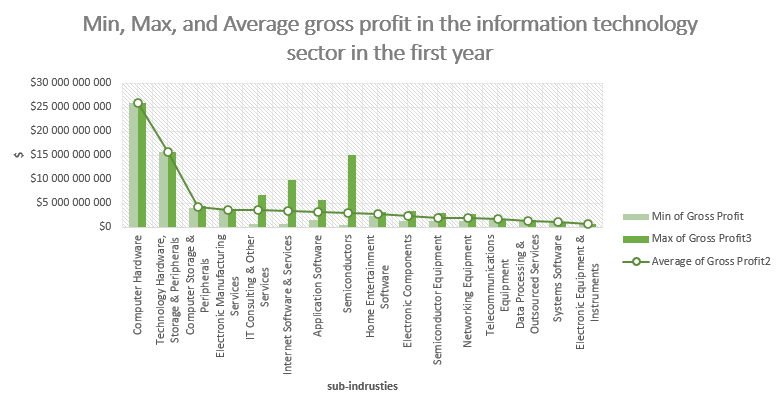 Min, Max, and Average gross profit in the information technology
sector in the first year
$30 000 000 000
$25 000 000 000
$20 000 000 000
$15 000 000 000
$10 000 000 000
$5 000 000 000
$0
$
Computer Hardware
Technology Hardware,
Storage & Peripherals
Computer Storage &
Peripherals
Electronic Manufacturing
Services
IT Consulting & Other
Services
Internet Software & Services
Application Software
Semiconductors
Home Entertainment
Software
Electronic Components
Semiconductor Equipment
Networking Equipment
Telecommunications
Equipment
Data Processing &
Outsourced Services
Systems Software
Electronic Equipment &
Instruments
sub-indrusties
Min of Gross Profit
Max of Gross Profit3
Average of Gross Profit2